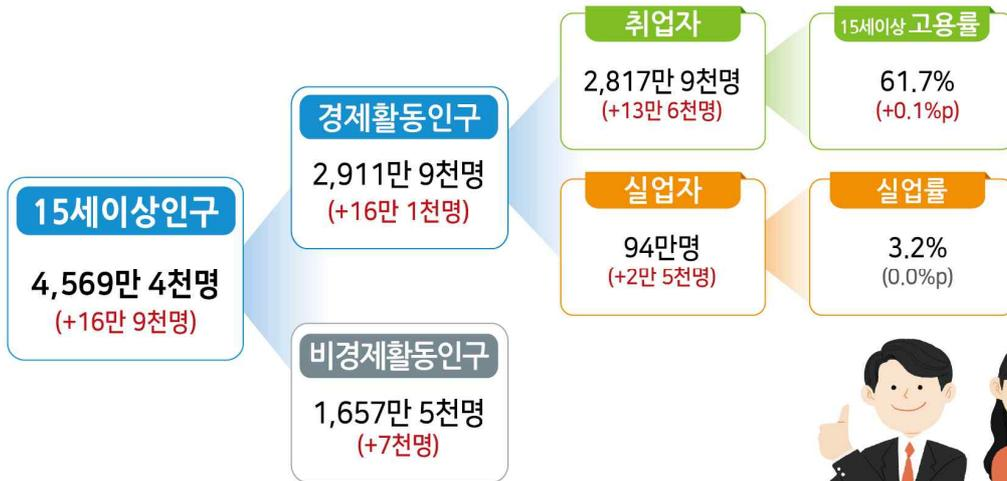 15세이상인구
4,569만 4천명
(+16만 9천명)
경제활동인구
2,911만 9천명
(+16만 1천명)
비경제활동인구
1,657만 5천명
(+7천명)
취업자
2,817만 9천명
(+13만 6천명)
15세이상 고용률
61.7%
(+0.1%p)
실업자
94만명
(+2만 5천명)
실업률
3.2%
(0.0%p)